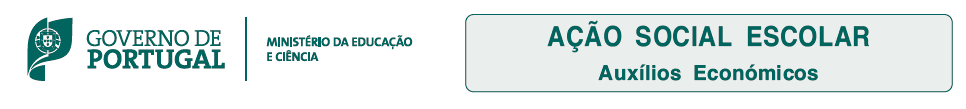 GOVERNO DE
PORTUGAL
MINISTÉRIO DA EDUCAÇÃO
E CIÊNCIA
AÇÃO SOCIAL ESCOLAR
Auxílios Económicos